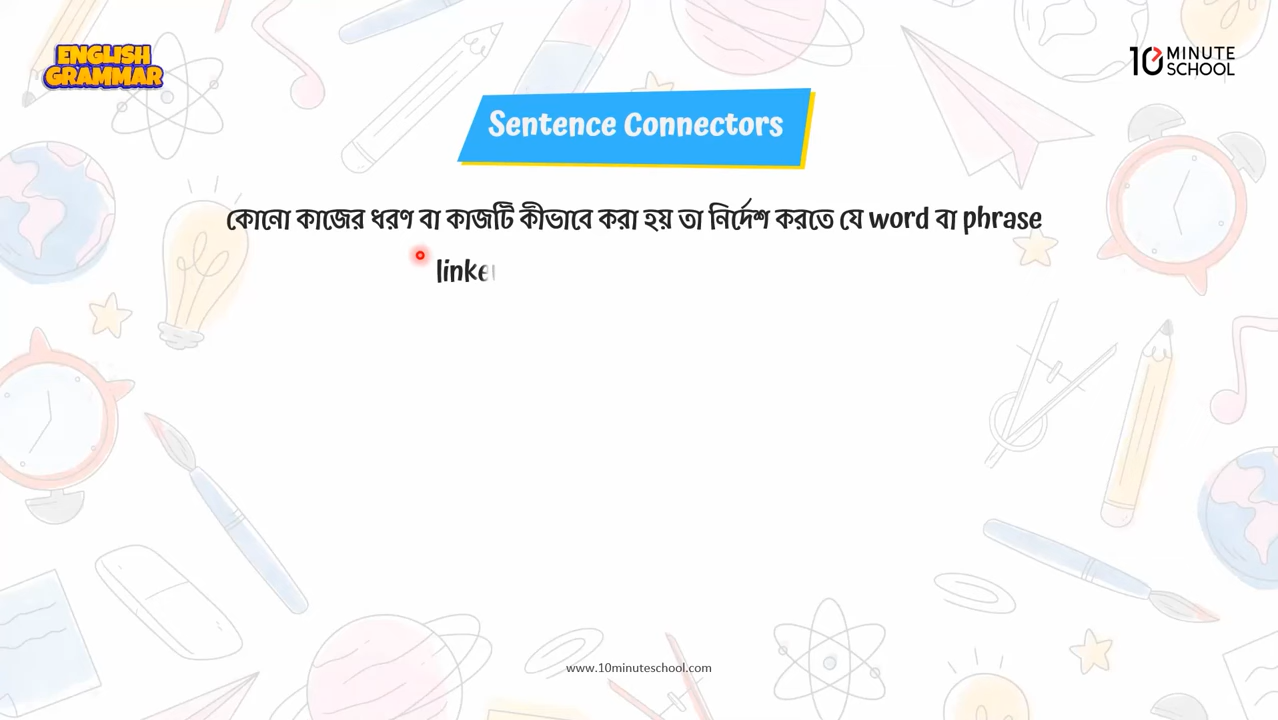 ENGLISH
GRAMMAR
10 MINUTE
SCHOOL
Sentence Connectors
কোনো কাজের ধরণ বা কাজটি কীভাবে করা হয় তা নির্দেশ করতে যে word বা phrase
www.10minuteschool.com